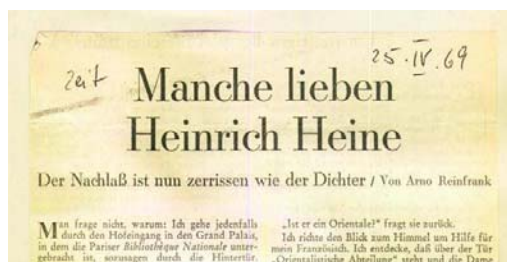 25.IV.69
Zeit
Manche lieben
Heinrich Heine
Der Nachlaß ist nun zerrissen wie der Dichter / Von Arno Reinfrank
Man frage nicht, warum: Ich gehe jedenfalls
durch den Hofeingang in den Grand Palais,
in dem die Pariser Bibliothèque Nationale unter-
gebracht ist, sozusagen durch die Hintertür.
„Ist er ein Orientale?“ fragt sie zurück.
Ich richte den Blick zum Himmel um Hilfe für
mein Französisch. Ich entdecke, daß über der Tür
„Orientalistische Abteilung“ steht und die Dame